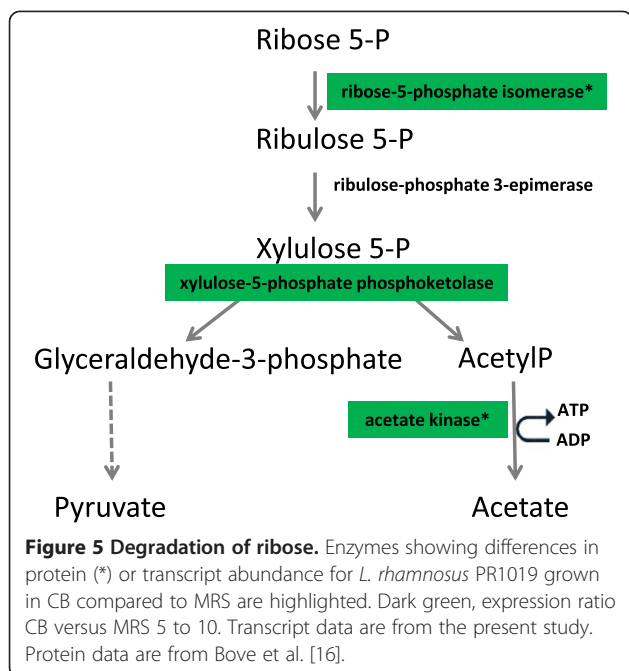 Ribose 5-P
ribose-5-phosphate isomerase*
Ribulose 5-P
ribulose-phosphate 3-epimerase
Xylulose 5-P
xylulose-5-phosphate phosphoketolase
Glyceraldehyde-3-phosphate AcetylP
acetate kinase* ATP
ADP
Pyruvate Acetate
Figure 5 Degradation of ribose. Enzymes showing differences in
protein (*) or transcript abundance for L. rhamnosus PR1019 grown
in CB compared to MRS are highlighted. Dark green, expression ratio
CB versus MRS 5 to 10. Transcript data are from the present study.
Protein data are from Bove et al. [16].